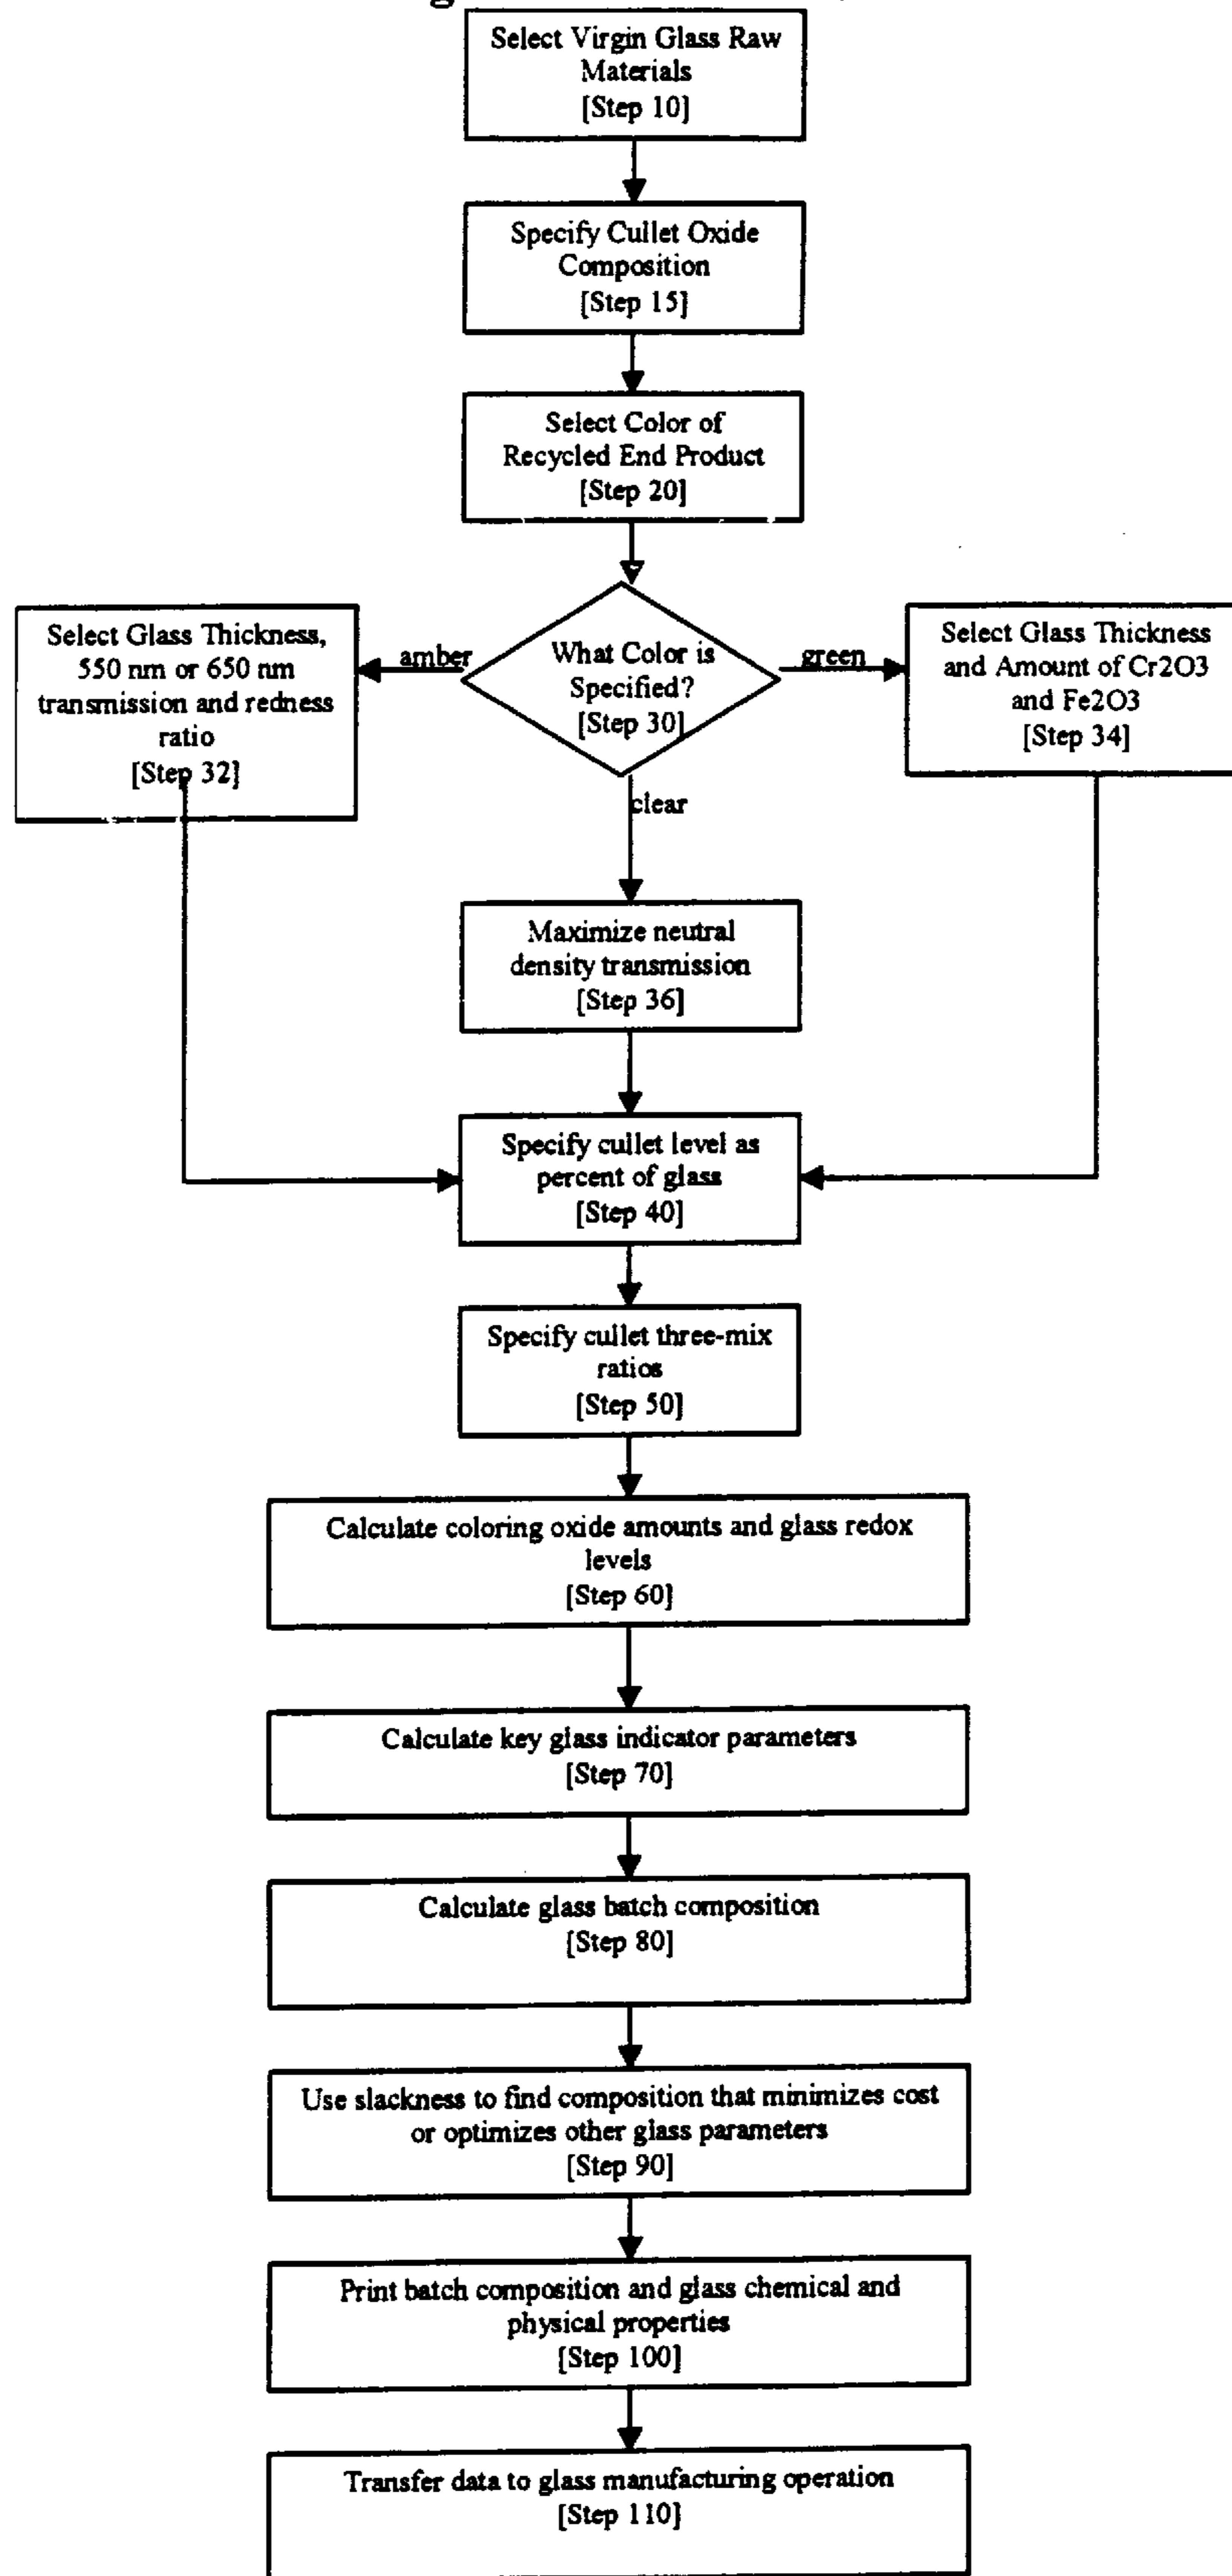 Select Virgin Glass Raw
Materials
[Step 10]
Specify Cullet Oxide
Composition
[Step 15]
Select Color of
Recycled End Product
[Step 20]
Select Glass Thickness,
550 nm or 650 nm
transmission and redness
ratio
[Step 32]
amber
What Color is
Specified?
[Step 30]
green
Select Glass Thickness
and Amount of Cr2O3
and Fe2O3
[Step 34]
clear
Maximize neutral
density transmission
[Step 36]
Specify cullet level as
percent of glass
[Step 40]
Specify cullet three-mix
ratios
[Step 50]
Calculate coloring oxide amounts and glass redox
levels
[Step 60]
Calculate key glass indicator parameters
[Step 70]
Calculate glass batch composition
[Step 80]
Use slackness to find composition that minimizes cost
or optimizes other glass parameters
[Step 90]
Print batch composition and glass chemical and
physical properties
[Step 100]
Transfer data to glass manufacturing operation
[Step 110]